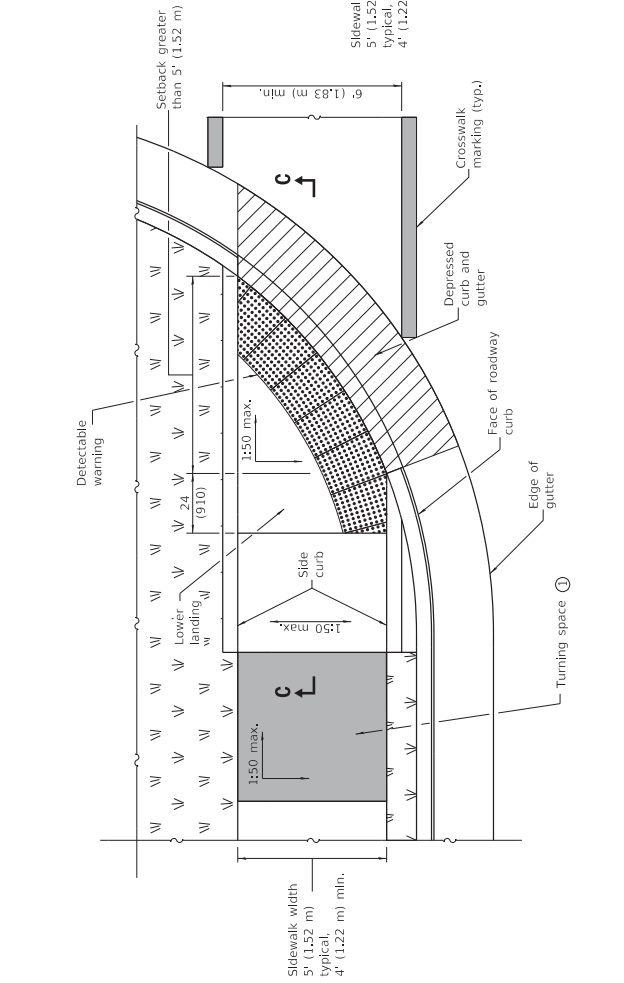 Setback greater
than 5' (1.52 m)
Sidewal
5' (1.52
typical,
4' (1.22
6' (1.83 m) min.
C
Crosswalk
marking (typ.)
Depressed
curb and
gutter
Face of roadway
curb
Edge of
gutter
Detectable
warning
1:50 max.
24
(910)
Lower
landing
Side
curb
1:50 max.
C
1:50 max.
Turning space 1
Sidewalk width
5' (1.52 m)
typical,
4' (1.22 m) min.